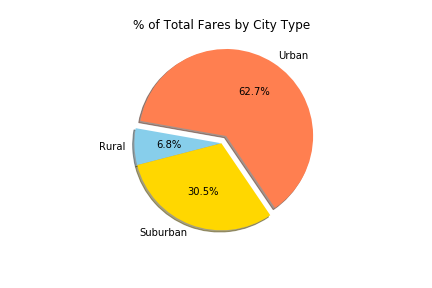 % of Total Fares by City Type
Urban
62.7%
Rural
6.8%
30.5%
Suburban